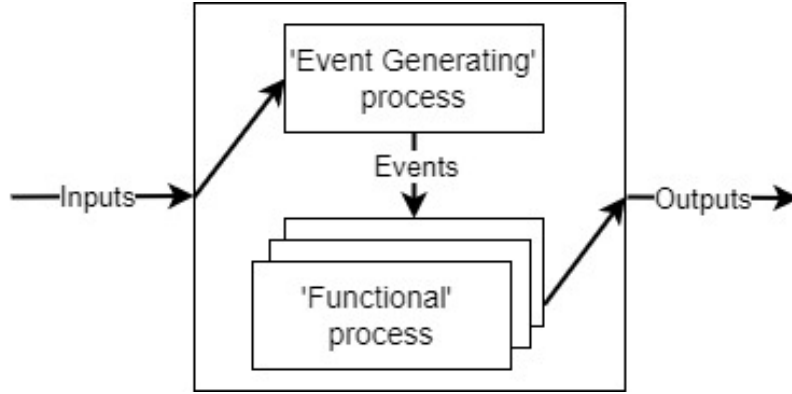 'Event Generating'
process
Events
Inputs
Outputs
'Functional'
process